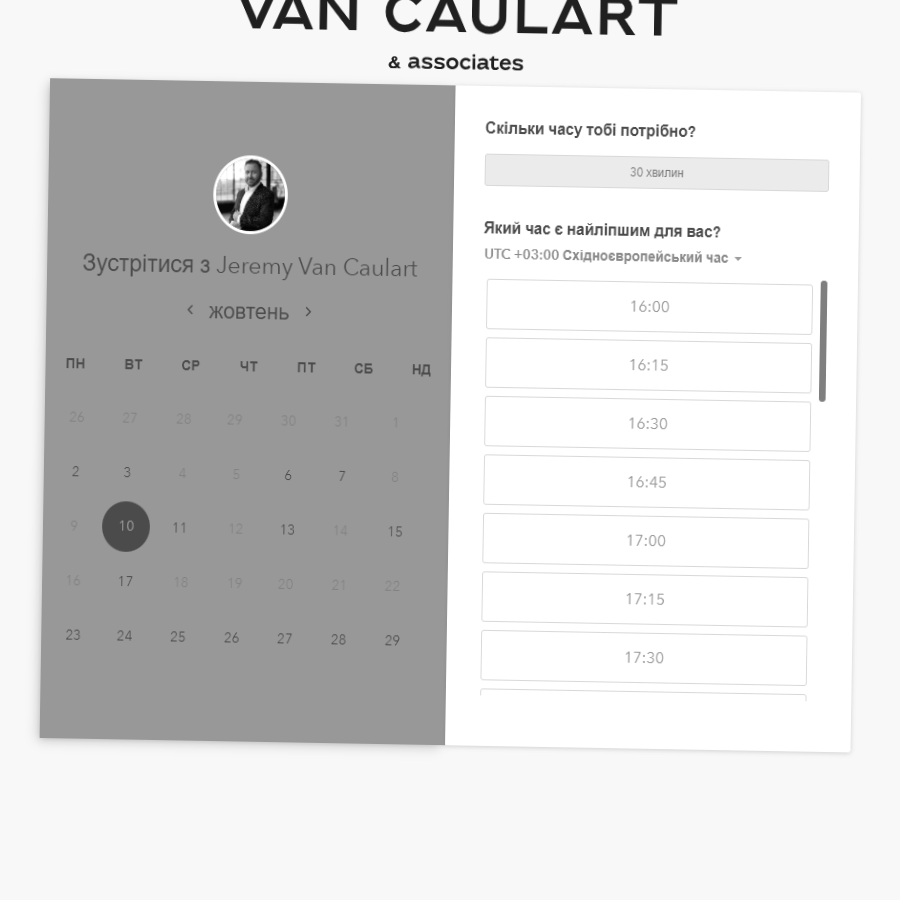 VAN CAULART
& associates
Зустрітися з Jeremy Van Caulart
жовтень
ПН ВТ СР ЧТ ПТ СБ НД
26 27 28 29 30 31 1
2 3 4 5 6 7 8
9 10 11 12 13 14 15
16 17 18 19 20 21 22
23 24 25 26 27 28 29
Скільки часу тобі потрібно?
30 хвилин
Який час є найліпшим для вас?
UTC +03:00 Східноєвропейський час
16:00
16:15
16:30
16:45
17:00
17:15
17:30